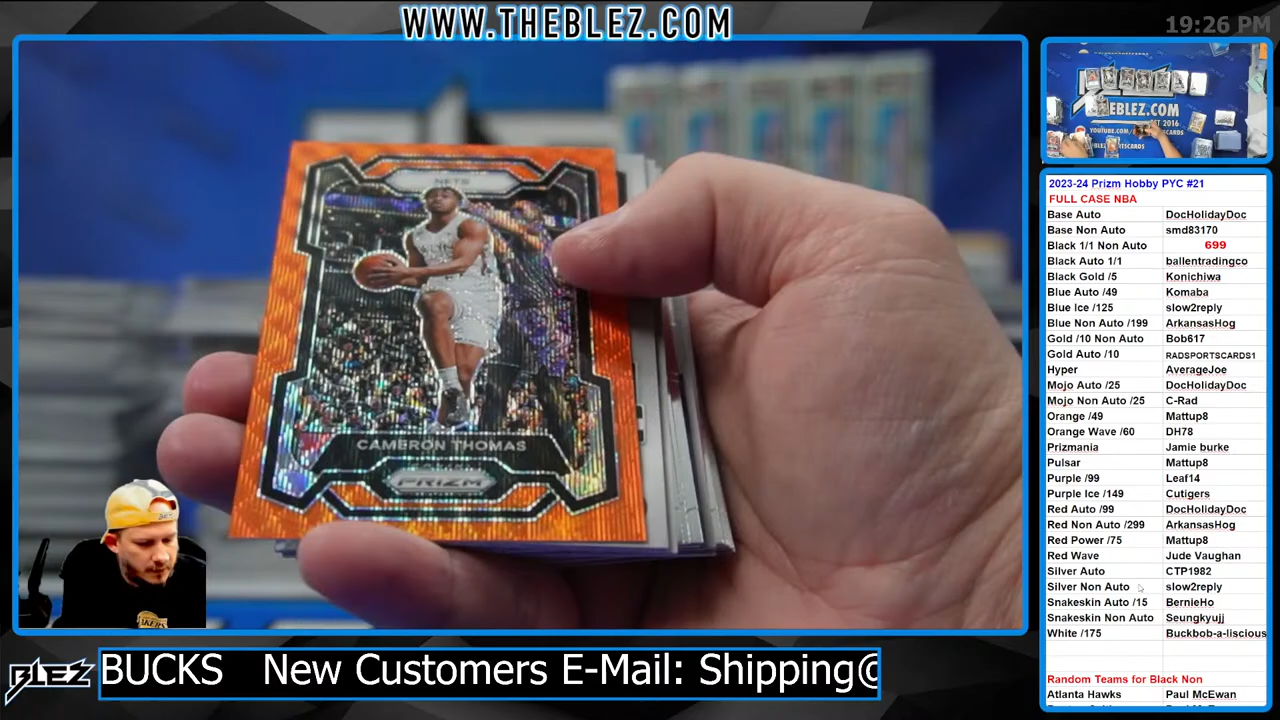 WWW.THEBLEZ.COM
19:26 PM
NETS
CAMERON THOMAS
PRIZM
EBLEZ.COM
2023-24 Prizm Hobby PYC #21
FULL CASE NBA
Base Auto DocHolidayDoc
Base Non Auto smd83170
Black 1/1 Non Auto 699
Black Auto 1/1 ballentradingco
Black Gold /5 Konichiwa
Blue Auto /49 Komaba
Blue Ice /125 slow2reply
Blue Non Auto /199 ArkansasHog
Gold /10 Non Auto Bob617
Gold Auto /10 RADSPORTSCARDS1
Hyper AverageJoe
Mojo Auto /25 DocHolidayDoc
Mojo Non Auto /25 C-Rad
Orange /49 Mattup8
Orange Wave /60 DH78
Prizmania Jamie burke
Pulsar Mattup8
Purple /99 Leaf14
Purple Ice /149 Cutigers
Red Auto /99 DocHolidayDoc
Red Non Auto /299 ArkansasHog
Red Power /75 Mattup8
Red Wave Jude Vaughan
Silver Auto CTP1982
Silver Non Auto slow2reply
Snakeskin Auto /15 BernieHo
Snakeskin Non Auto Seungkyujj
White /175 Buckbob-a-liscious
Random Teams for Black Non
Atlanta Hawks Paul McEwan
BLEZ
BUCKS New Customers E-Mail: Shipping@